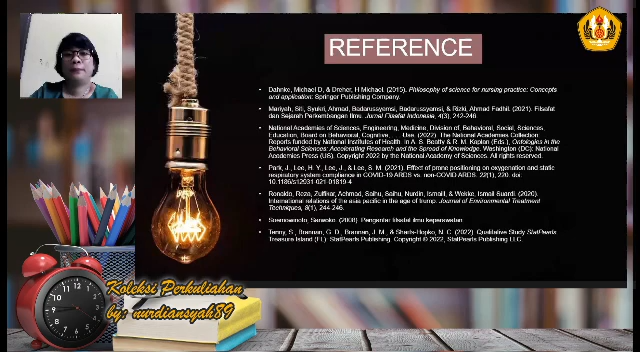 REFERENCE
• Dahnke, Michael D, & Dreher, H Michael. (2015). Philosophy of science for nursing practice: Concepts
and application: Springer Publishing Company.
• Mariyah, Siti, Syukri, Ahmad, Badarussyamsi, Badarussyamsi, & Rizki, Ahmad Fadhil. (2021). Filsafat
dan Sejarah Perkembangan Ilmu. Jurnal Filsafat Indonesia, 4(3), 242-246.
• National Academies of Sciences, Engineering, Medicine, Division of, Behavioral, Social, Sciences,
Education, Board on Behavioral, Cognitive, . . . Use. (2022). The National Academies Collection:
Reports funded by National Institutes of Health. In A. S. Beatty & R. M. Kaplan (Eds.), Ontologies in the
Behavioral Sciences: Accelerating Research and the Spread of Knowledge. Washington (DC): National
Academies Press (US). Copyright 2022 by the National Academy of Sciences. All rights reserved.
• Park, J., Lee, H. Y., Lee, J., & Lee, S. M. (2021). Effect of prone positioning on oxygenation and static
respiratory system compliance in COVID-19 ARDS vs. non-COVID ARDS. 22(1), 220. doi:
10.1186/s12931-021-01819-4
• Ronaldo, Reza, Zulfikar, Achmad, Saihu, Saihu, Nurdin, Ismail, & Wekke, Ismail Suardi. (2020).
International relations of the asia pacific in the age of trump. Journal of Environmental Treatment
Techniques, 8(1), 244-246.
• Soemowinoto, Sarwoko. (2008). Pengantar filsafat ilmu keperawatan.
• Tenny, S., Brannan, G. D., Brannan, J. M., & Sharts-Hopko, N. C. (2022). Qualitative Study StatPearls.
Treasure Island (FL): StatPearls Publishing. Copyright © 2022, StatPearls Publishing LLC.
Koleksi Perkuliahan
by: nurdiansyah89